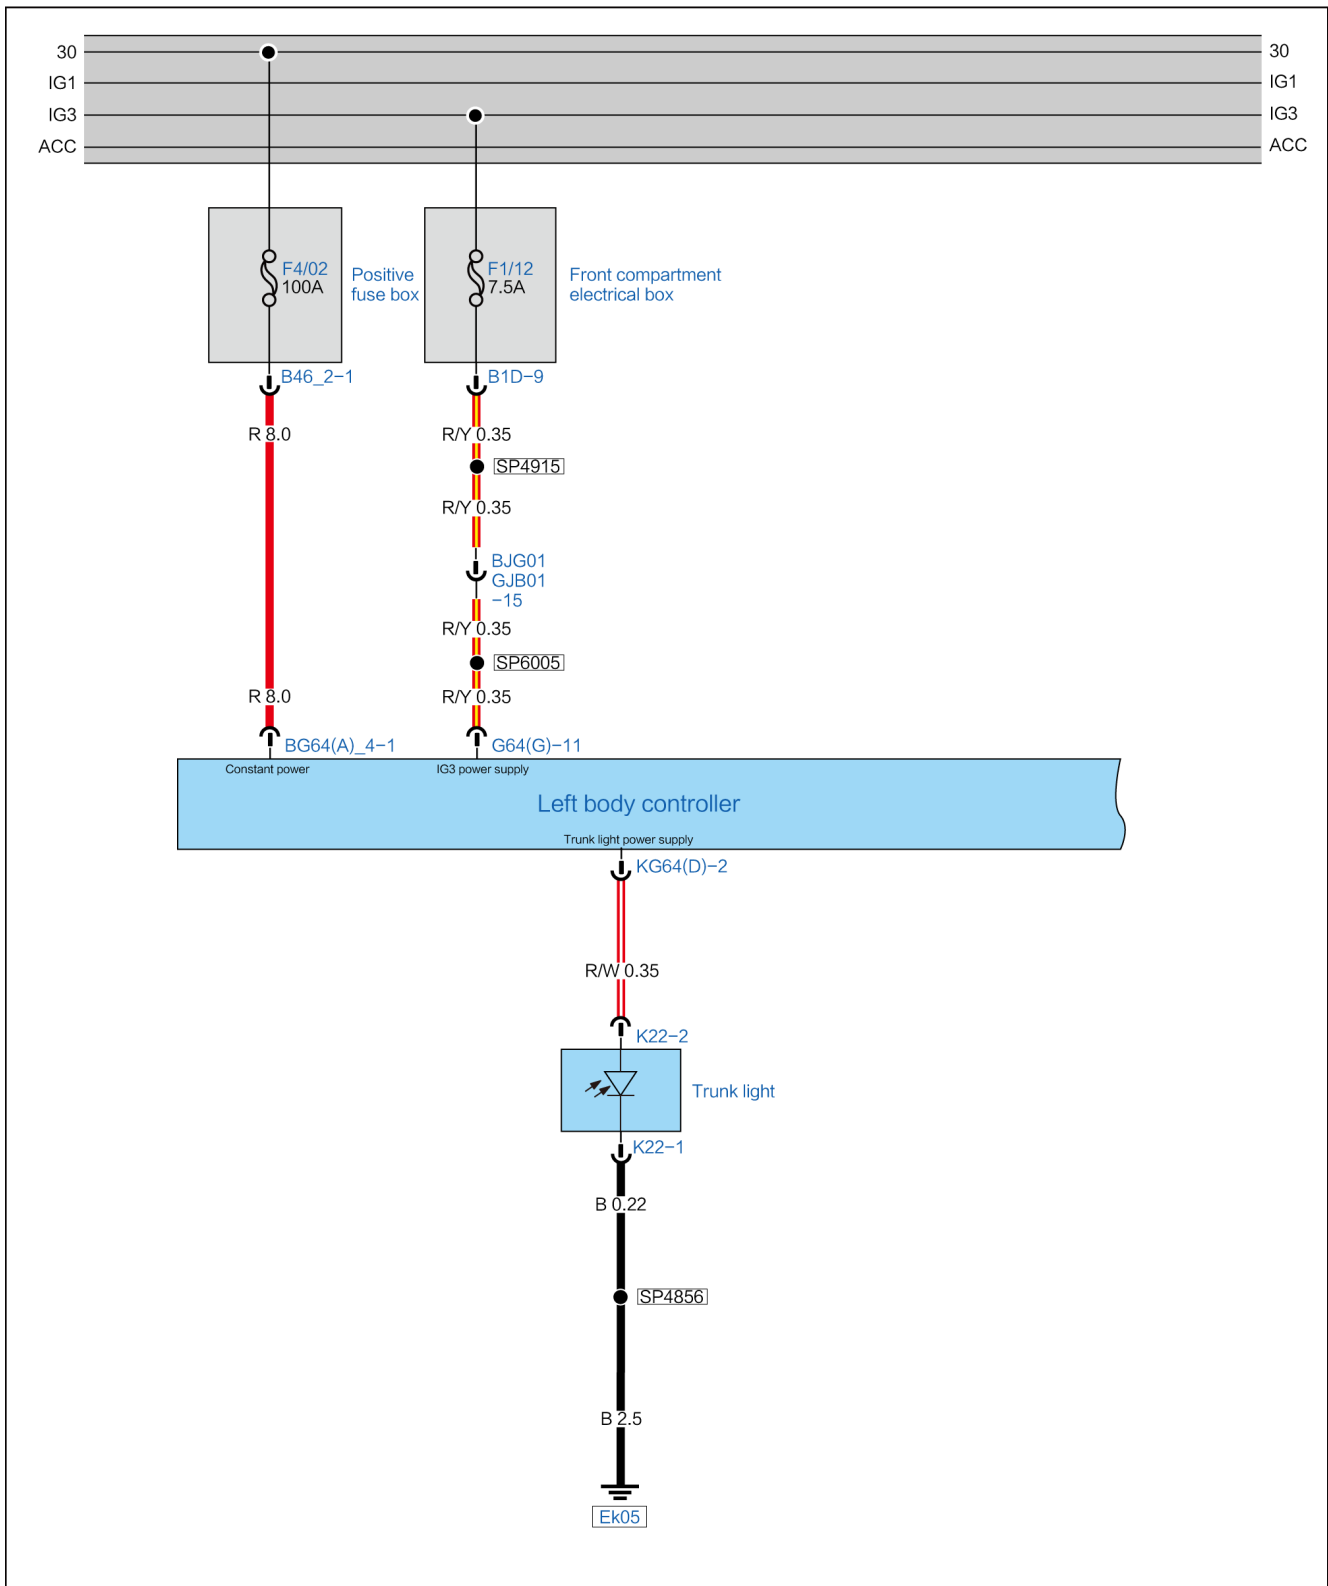 30
30
IG1
IG1
IG3
IG3
ACC
ACC
F4/02
100A
Positive
fuse box
F1/12
7.5A
Front compartment
electrical box
B46_2-1
B1D-9
R 8.0
R/Y 0.35
SP4915
R/Y 0.35
BJG01
GJB01
-15
R/Y 0.35
SP6005
R 8.0
R/Y 0.35
BG64(A)_4-1
G64(G)-11
Constant power
IG3 power supply
Left body controller
Trunk light power supply
KG64(D)-2
R/W 0.35
K22-2
Trunk light
K22-1
B 0.22
SP4856
B 2.5
Ek05